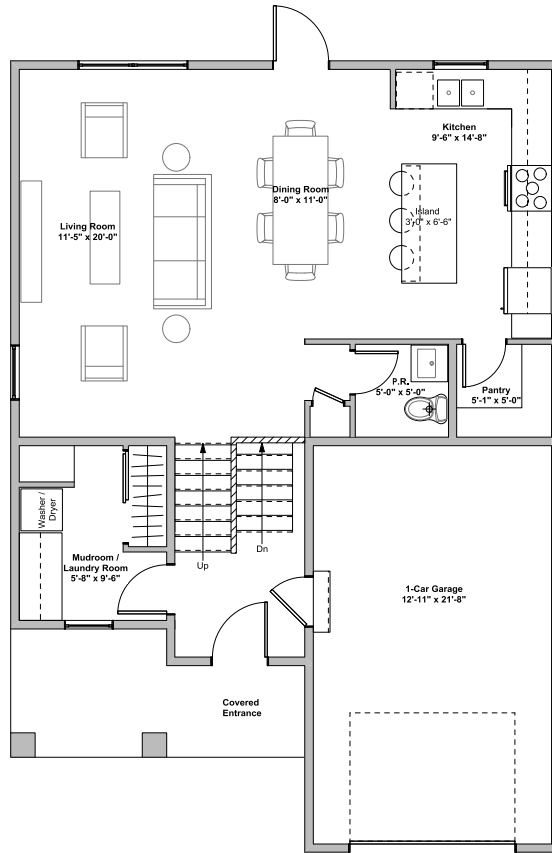 Kitchen
9'-6" x 14'-8"
Dining Room
8'-0" x 11'-0"
Island
3'-0" x 6'-6"
Living Room
11'-5" x 20'-0"
P.R.
5'-0" x 5'-0"
Pantry
5'-1" x 5'-0"
Washer /
Dryer
Mudroom /
Laundry Room
5'-8" x 9'-6"
Up
Dn
1-Car Garage
12'-11" x 21'-8"
Covered
Entrance